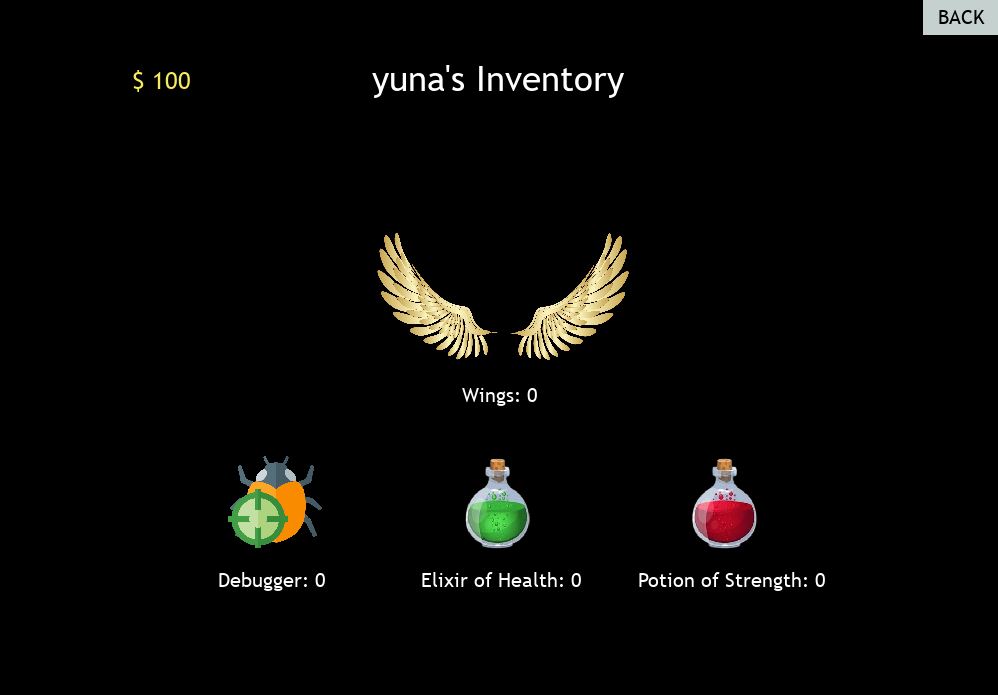 BACK
$ 100
yuna's Inventory
Wings: 0
Debugger: 0
Elixir of Health: 0
Potion of Strength: 0